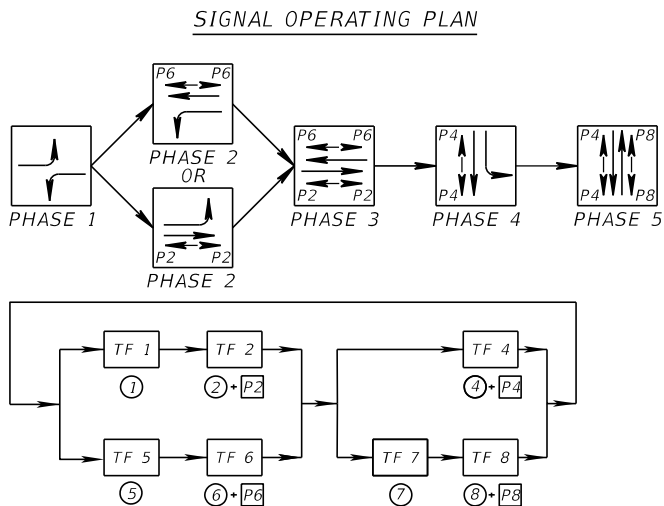 SIGNAL OPERATING PLAN
P6 P6
PHASE 2
OR
P2 P2
PHASE 2
PHASE 1
P6 P6
P2 P2
PHASE 3
P4
P4
PHASE 4
P4 P8
P4 P8
PHASE 5
TF 1 TF 2 TF 4
1 2 + P2 4 + P4
TF 5 TF 6 TF 7 TF 8
5 6 + P6 7 8 + P8